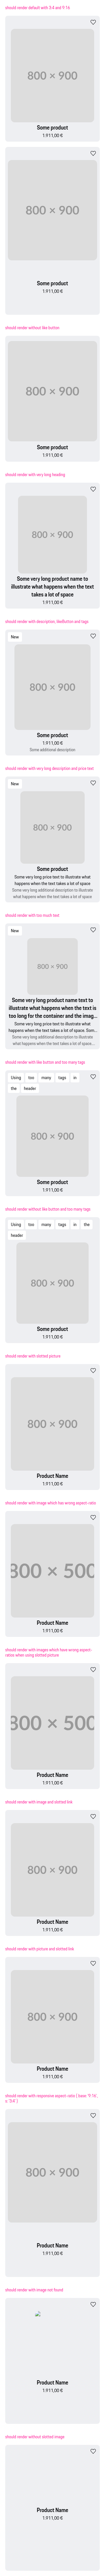 should render default with 3:4 and 9:16
800 × 900
Some product
1.911,00 €
800 × 900
Some product
1.911,00 €
should render without like button
800 × 900
Some product
1.911,00 €
should render with very long heading
800 × 900
Some very long product name to
illustrate what happens when the text
takes a lot of space
1.911,00 €
should render with description, likeButton and tags
New
800 × 900
Some product
1.911,00 €
Some additional description
should render with very long description and price text
New
800 × 900
Some product
Some very long price text to illustrate what
happens when the text takes a lot of space
Some very long additional description to illustrate
what happens when the text takes a lot of space
should render with too much text
New
800 × 900
Some very long product name text to
illustrate what happens when the text is
too long for the container and the imag...
Some very long price text to illustrate what
happens when the text takes a lot of space. Som...
Some very long additional description to illustrate
what happens when the text takes a lot of space...
should render with like button and too many tags
Using
too
many
tags
in
the
header
800 × 900
Some product
1.911,00 €
should render without like button and too many tags
Using
too
many
tags
in
the
header
800 × 900
Some product
1.911,00 €
should render with slotted picture
800 × 900
Product Name
1.911,00 €
should render with image which has wrong aspect-ratio
800 × 500
Product Name
1.911,00 €
should render with images which have wrong aspect-
ratios when using slotted picture
800 × 500
Product Name
1.911,00 €
should render with image and slotted link
800 × 900
Product Name
1.911,00 €
should render with picture and slotted link
800 × 900
Product Name
1.911,00 €
should render with responsive aspect-ratio { base: '9:16',
s: '3:4' }
800 × 900
Product Name
1.911,00 €
should render with image not found
Product Name
1.911,00 €
should render without slotted image
Product Name
1.911,00 €